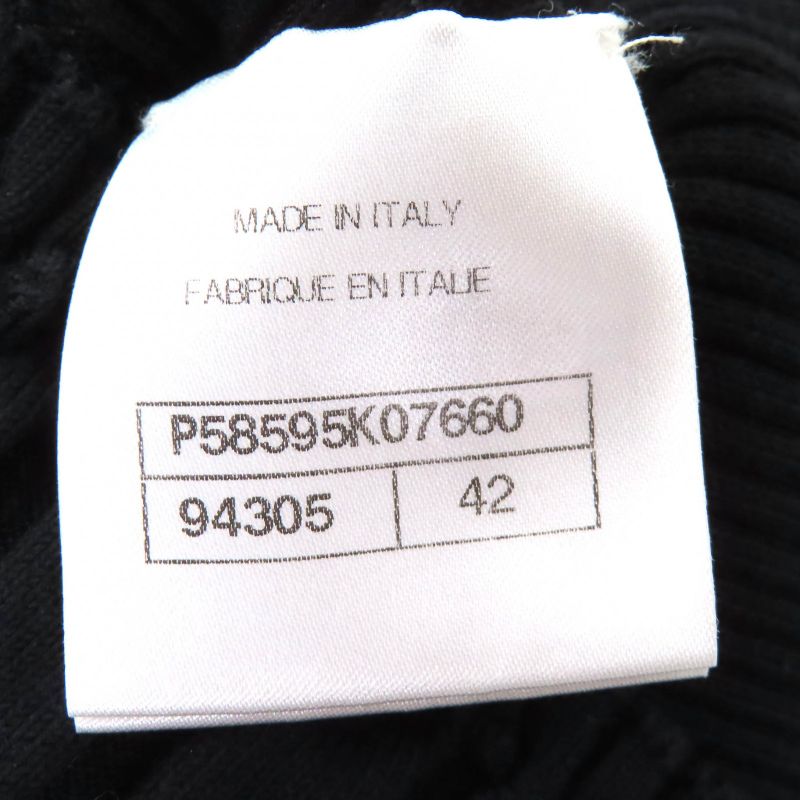 MADE IN ITALY
FABRIQUE EN ITALIE
P58595K07660
94305 42